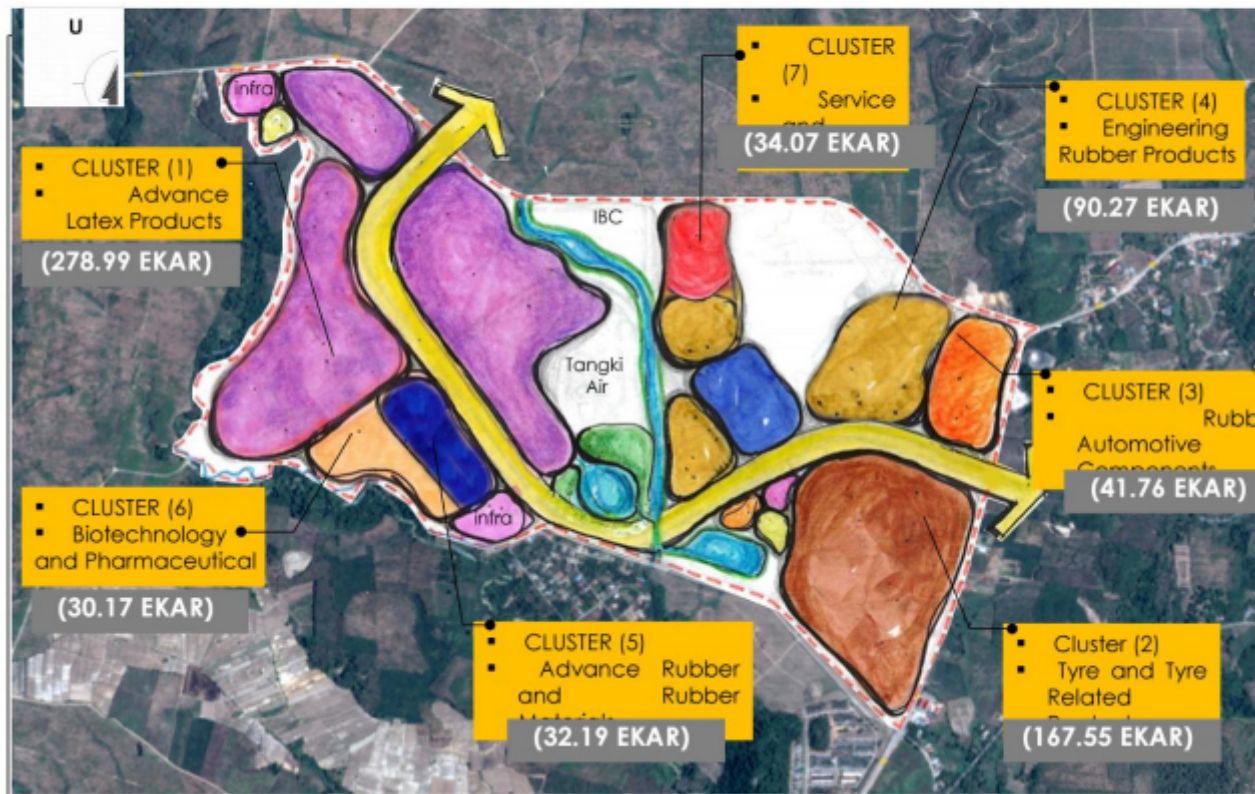 U
infra
CLUSTER
(7)
Service
and
(34.07 EKAR)
CLUSTER (4)
Engineering
Rubber Products
(90.27 EKAR)
CLUSTER (1)
Advance
Latex Products
(278.99 EKAR)
IBC
Tangki
Air
CLUSTER (3)
Automotive
Components
(41.76 EKAR)
CLUSTER (6)
Biotechnology
and Pharmaceutical
(30.17 EKAR)
infra
CLUSTER (5)
Advance Rubber
and Rubber
Materials
(32.19 EKAR)
Cluster (2)
Tyre and Tyre
Related
(167.55 EKAR)